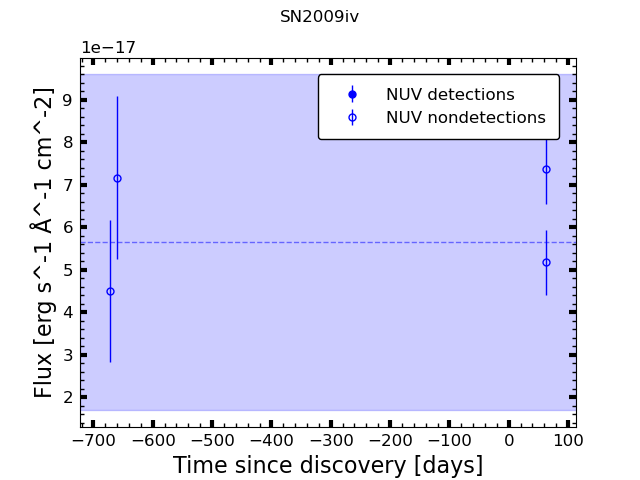 SN2009iv
1e−17
NUV detections
NUV nondetections
9
8
7
6
5
4
3
2
Flux [erg s^-1 Å^-1 cm^-2]
−700 −600 −500 −400 −300 −200 −100 0 100
Time since discovery [days]